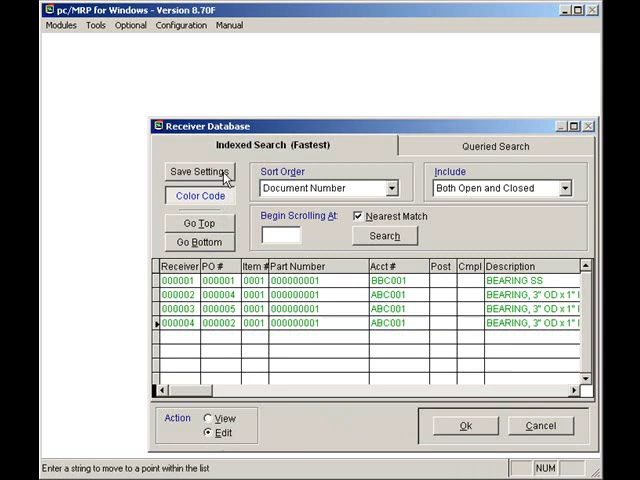 pc/MRP for Windows - Version 8.70F
Modules Tools Optional Configuration Manual
Receiver Database
Indexed Search (Fastest) Queried Search
Save Settings
Color Code
Go Top
Go Bottom
Sort Order
Document Number
Include
Both Open and Closed
Begin Scrolling At: Nearest Match
Search
Receiver PO # Item # Part Number Acct # Post Cmpl Description
000001 000001 0001 000000001 BBC001 BEARING SS
000002 000004 0001 000000001 ABC001 BEARING, 3" OD x 1"
000003 000005 0001 000000001 ABC001 BEARING, 3" OD x 1"
000004 000002 0001 000000001 ABC001 BEARING, 3" OD x 1"
Action View
Edit
Ok Cancel
Enter a string to move to a point within the list NUM